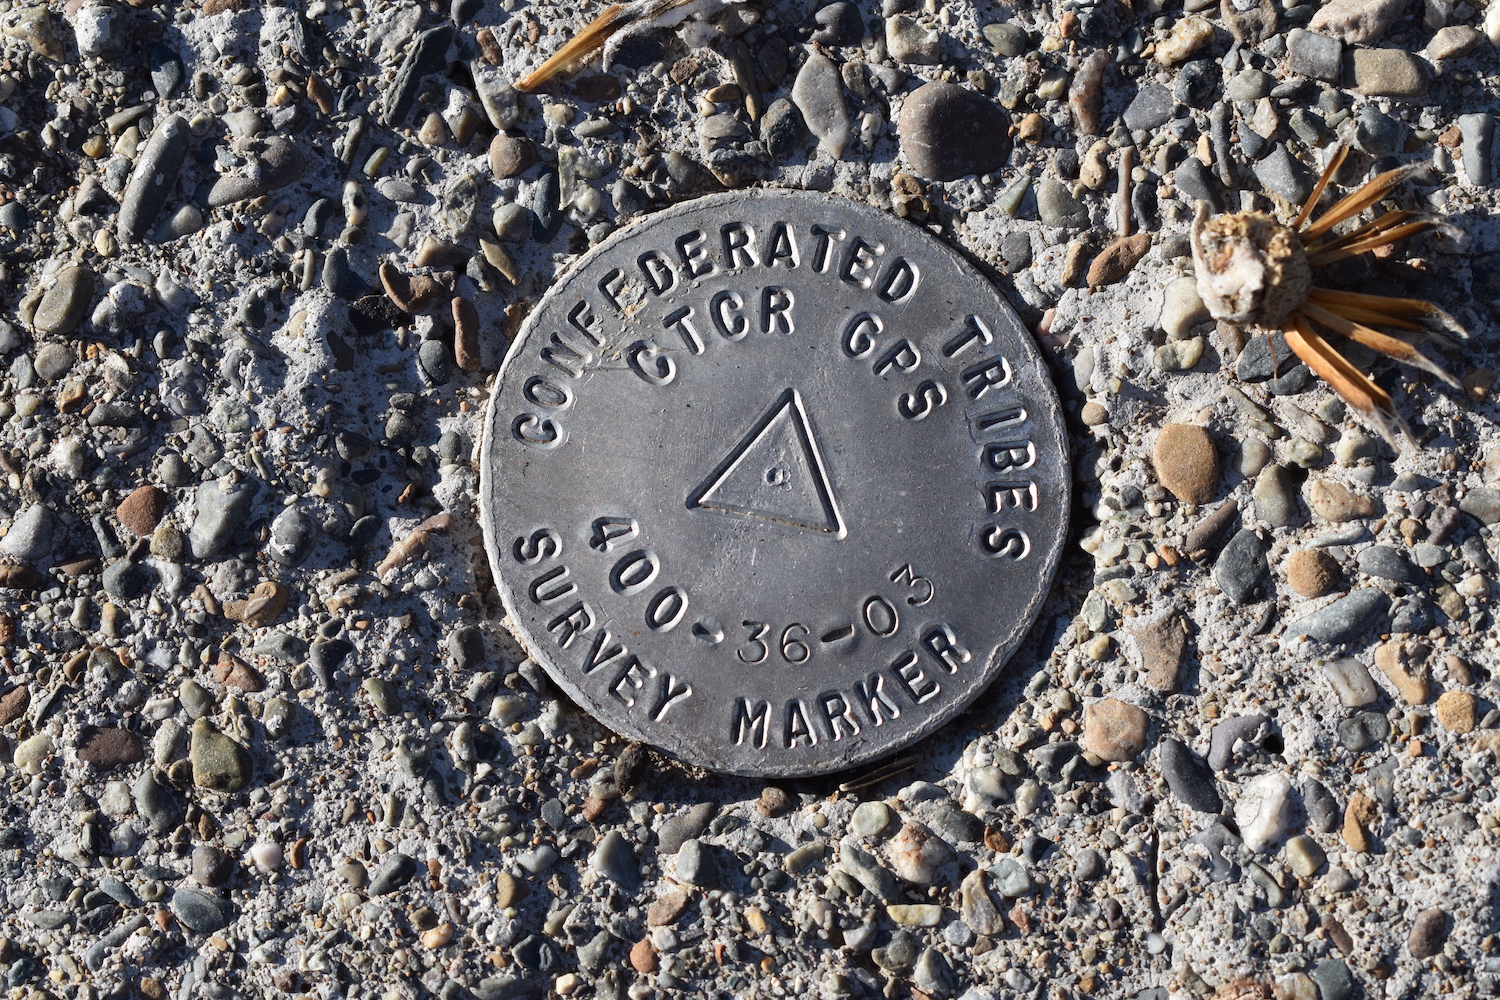 CONFEDERATED TRIBES
CTCR GPS
400-36-03
SURVEY MARKER